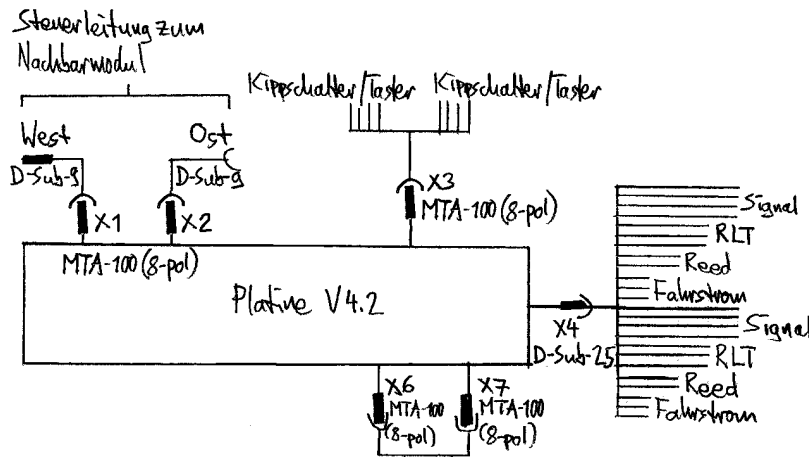 Steuerleitung zum
Nachbarmodul
Kippschalter/Taster Kippschalter/Taster
West Ost
D-Sub-9 D-Sub-9
X1 X2
MTA-100 (8-pol)
X3
MTA-100 (8-pol)
Platine V4.2
X4
D-Sub-25
Signal
RLT
Reed
Fahrstrom
Signal
RLT
Reed
Fahrstrom
X6 X7
MTA-100 MTA-100
(8-pol) (8-pol)